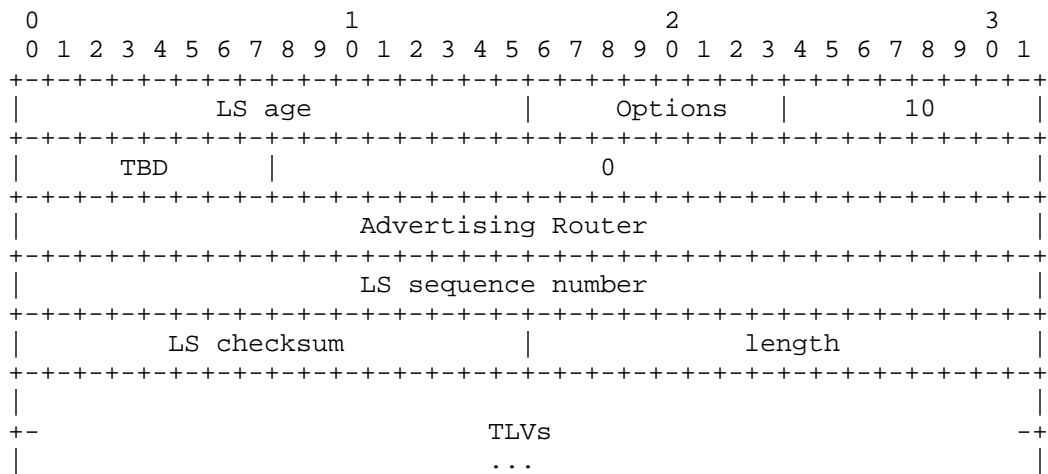 0                   1                   2                   3
 0 1 2 3 4 5 6 7 8 9 0 1 2 3 4 5 6 7 8 9 0 1 2 3 4 5 6 7 8 9 0 1
+-+-+-+-+-+-+-+-+-+-+-+-+-+-+-+-+-+-+-+-+-+-+-+-+-+-+-+-+-+-+-+-+
|            LS age             |     Options   |       10      |
+-+-+-+-+-+-+-+-+-+-+-+-+-+-+-+-+-+-+-+-+-+-+-+-+-+-+-+-+-+-+-+-+
|      TBD      |                    0                          |
+-+-+-+-+-+-+-+-+-+-+-+-+-+-+-+-+-+-+-+-+-+-+-+-+-+-+-+-+-+-+-+-+
|                     Advertising Router                        |
+-+-+-+-+-+-+-+-+-+-+-+-+-+-+-+-+-+-+-+-+-+-+-+-+-+-+-+-+-+-+-+-+
|                     LS sequence number                        |
+-+-+-+-+-+-+-+-+-+-+-+-+-+-+-+-+-+-+-+-+-+-+-+-+-+-+-+-+-+-+-+-+
|         LS checksum           |             length            |
+-+-+-+-+-+-+-+-+-+-+-+-+-+-+-+-+-+-+-+-+-+-+-+-+-+-+-+-+-+-+-+-+
|                                                               |
+-                            TLVs                             -+
|                             ...                               |